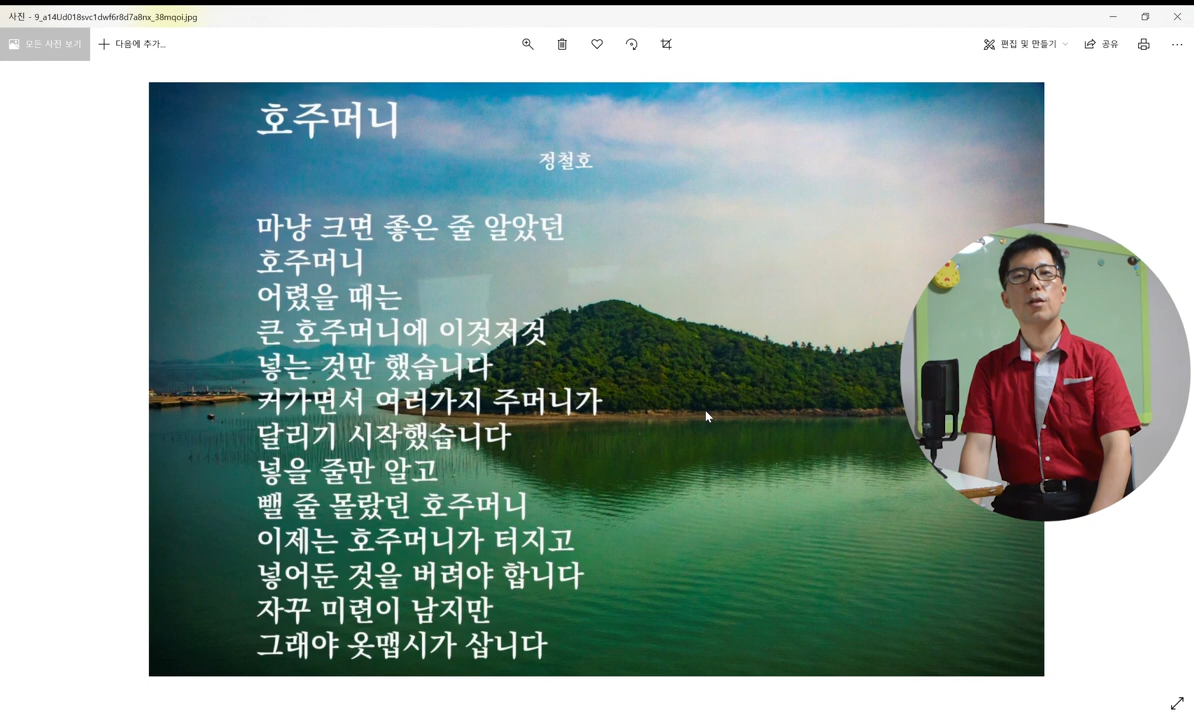 사진 - 9_a14Ud018svc1dwf6r8d7a8nx_38mqoi.jpg
모든 사진 보기
다음에 추가...
편집 및 만들기
공유
호주머니
정철호
마냥 크면 좋은 줄 알았던
호주머니
어렸을 때는
큰 호주머니에 이것저것
넣는 것만 했습니다
커가면서 여러가지 주머니가
달리기 시작했습니다
넣을 줄만 알고
뺄 줄 몰랐던 호주머니
이제는 호주머니가 터지고
넣어둔 것을 버려야 합니다
자꾸 미련이 남지만
그래야 옷맵시가 삽니다